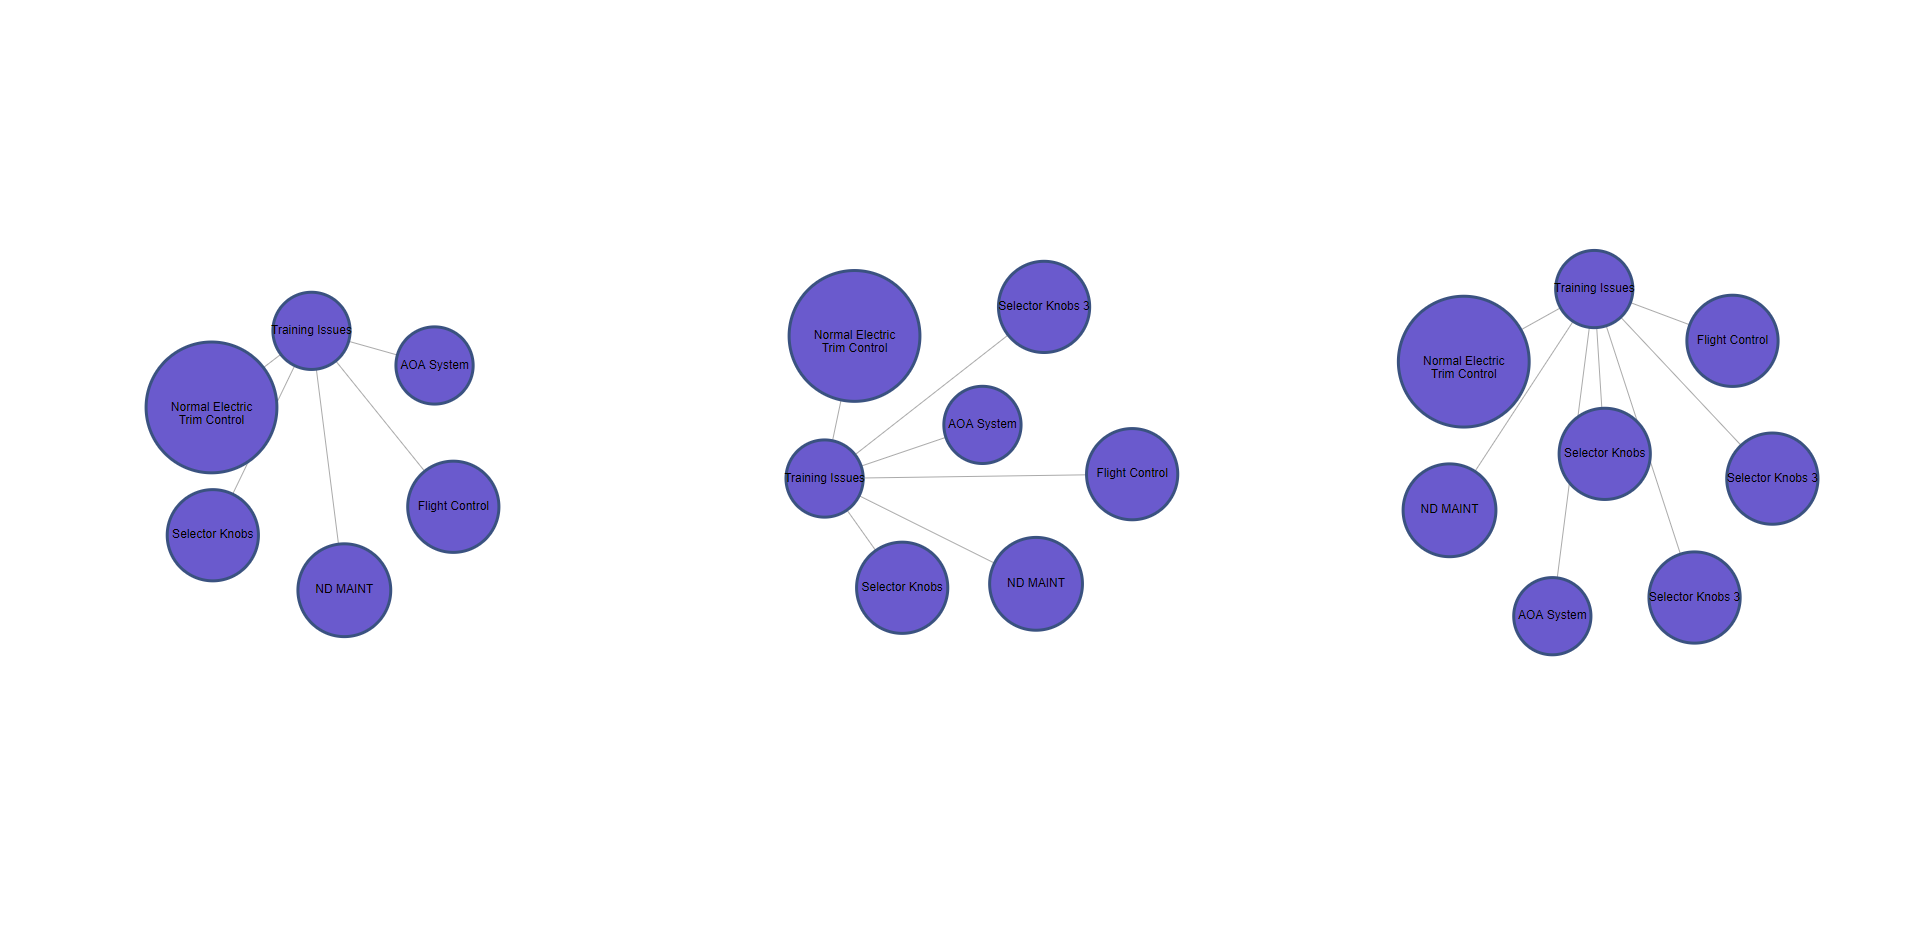 Training Issues
AOA System
Normal Electric
Trim Control
Flight Control
Selector Knobs
ND MAINT
Selector Knobs 3
Normal Electric
Trim Control
AOA System
Flight Control
Training Issues
ND MAINT
Selector Knobs
Training Issues
Flight Control
Normal Electric
Trim Control
Selector Knobs
Selector Knobs 3
ND MAINT
Selector Knobs 3
AOA System